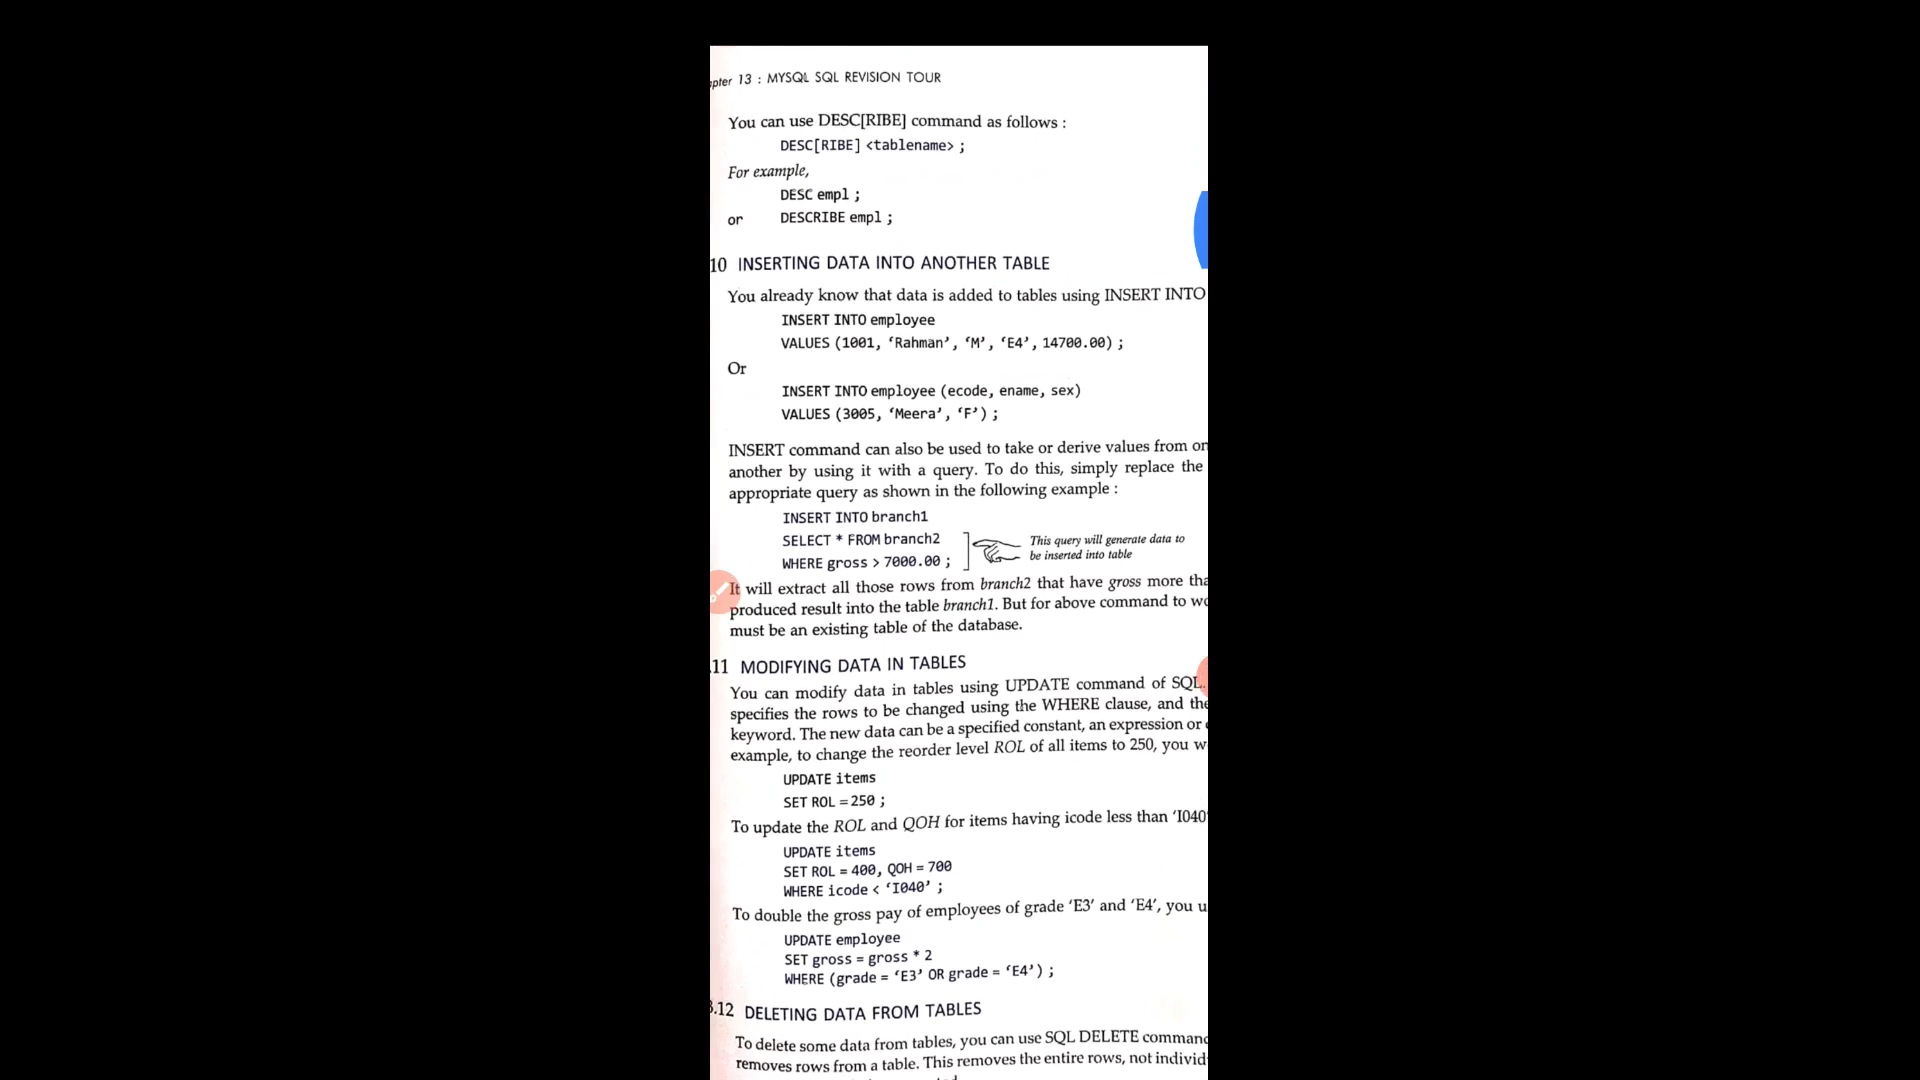 pter 13 : MYSQL SQL REVISION TOUR
You can use DESC[RIBE] command as follows :
DESC[RIBE] <tablename> ;
For example,
DESC empl ;
or DESCRIBE empl ;
10 INSERTING DATA INTO ANOTHER TABLE
You already know that data is added to tables using INSERT INTO
INSERT INTO employee
VALUES (1001, ‘Rahman’, ‘M’, ‘E4’, 14700.00) ;
Or
INSERT INTO employee (ecode, ename, sex)
VALUES (3005, ‘Meera’, ‘F’) ;
INSERT command can also be used to take or derive values from
another by using it with a query. To do this, simply replace the
appropriate query as shown in the following example :
INSERT INTO branch1
SELECT * FROM branch2
WHERE gross > 7000.00 ;
This query will generate data to
be inserted into table
It will extract all those rows from branch2 that have gross more
produced result into the table branch1. But for above command to
must be an existing table of the database.
.11 MODIFYING DATA IN TABLES
You can modify data in tables using UPDATE command of SQL.
specifies the rows to be changed using the WHERE clause, and the
keyword. The new data can be a specified constant, an expression or
example, to change the reorder level ROL of all items to 250, you
UPDATE items
SET ROL = 250 ;
To update the ROL and QOH for items having icode less than ‘I040’
UPDATE items
SET ROL = 400, QOH = 700
WHERE icode < ‘I040’ ;
To double the gross pay of employees of grade ‘E3’ and ‘E4’, you
UPDATE employee
SET gross = gross * 2
WHERE (grade = ‘E3’ OR grade = ‘E4’) ;
.12 DELETING DATA FROM TABLES
To delete some data from tables, you can use SQL DELETE
removes rows from a table. This removes the entire rows, not